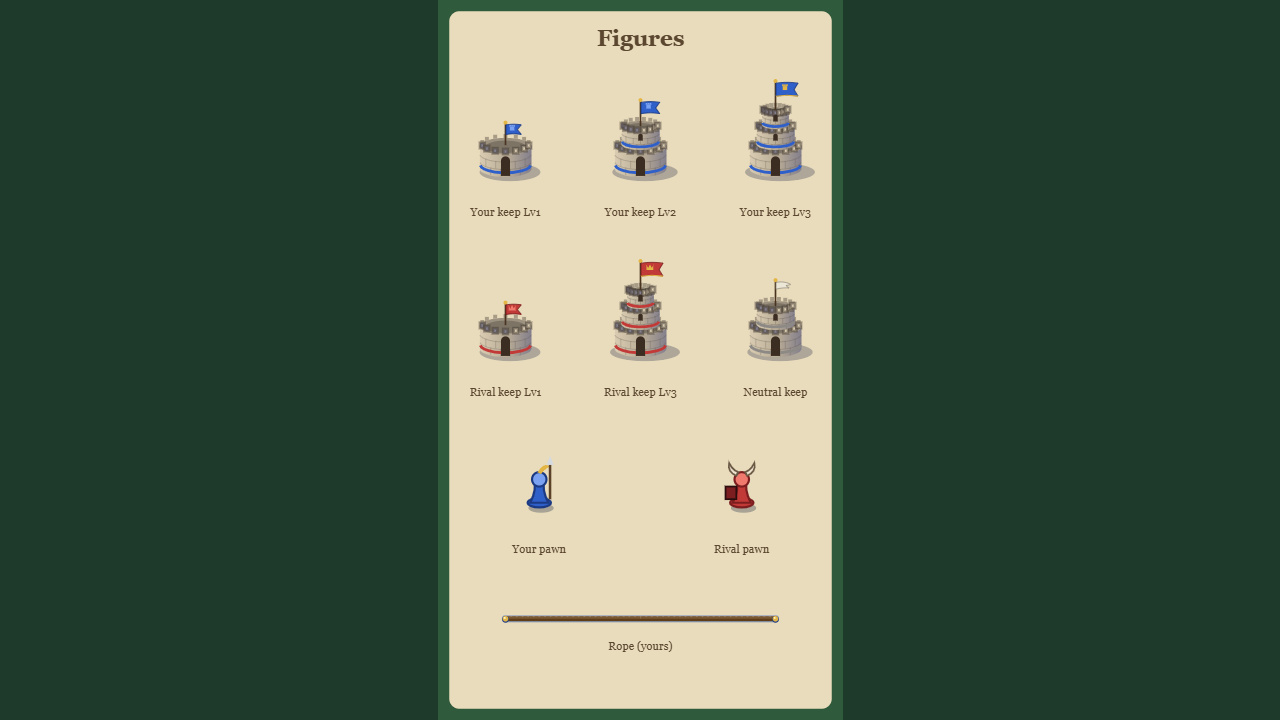 Figures
Your keep Lv1
Your keep Lv2
Your keep Lv3
Rival keep Lv1
Rival keep Lv3
Neutral keep
Your pawn
Rival pawn
Rope (yours)